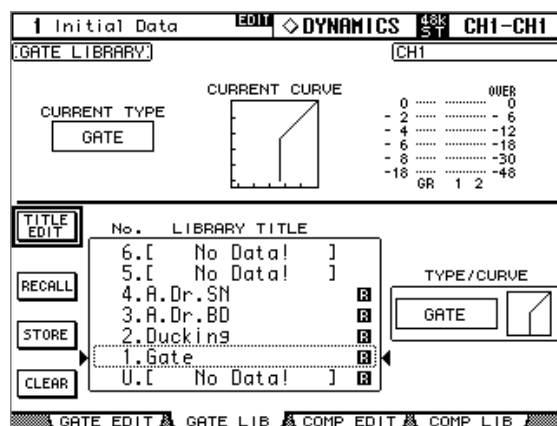 1 Initial Data EDIT ◇DYNAMICS 48K ST CH1-CH1
GATE LIBRARY CH1
CURRENT TYPE
GATE
CURRENT CURVE
OVER
0 0
- 2 - 6
- 4 -12
- 6 -18
- 8 -30
-18 -48
GR 1 2
TITLE EDIT
RECALL
STORE
CLEAR
No. LIBRARY TITLE
6.[ No Data! ]
5.[ No Data! ]
4.A.Dr.SN R
3.A.Dr.BD R
2.Ducking R
1.Gate R
U.[ No Data! ] R
TYPE/CURVE
GATE
GATE EDIT GATE LIB COMP EDIT COMP LIB